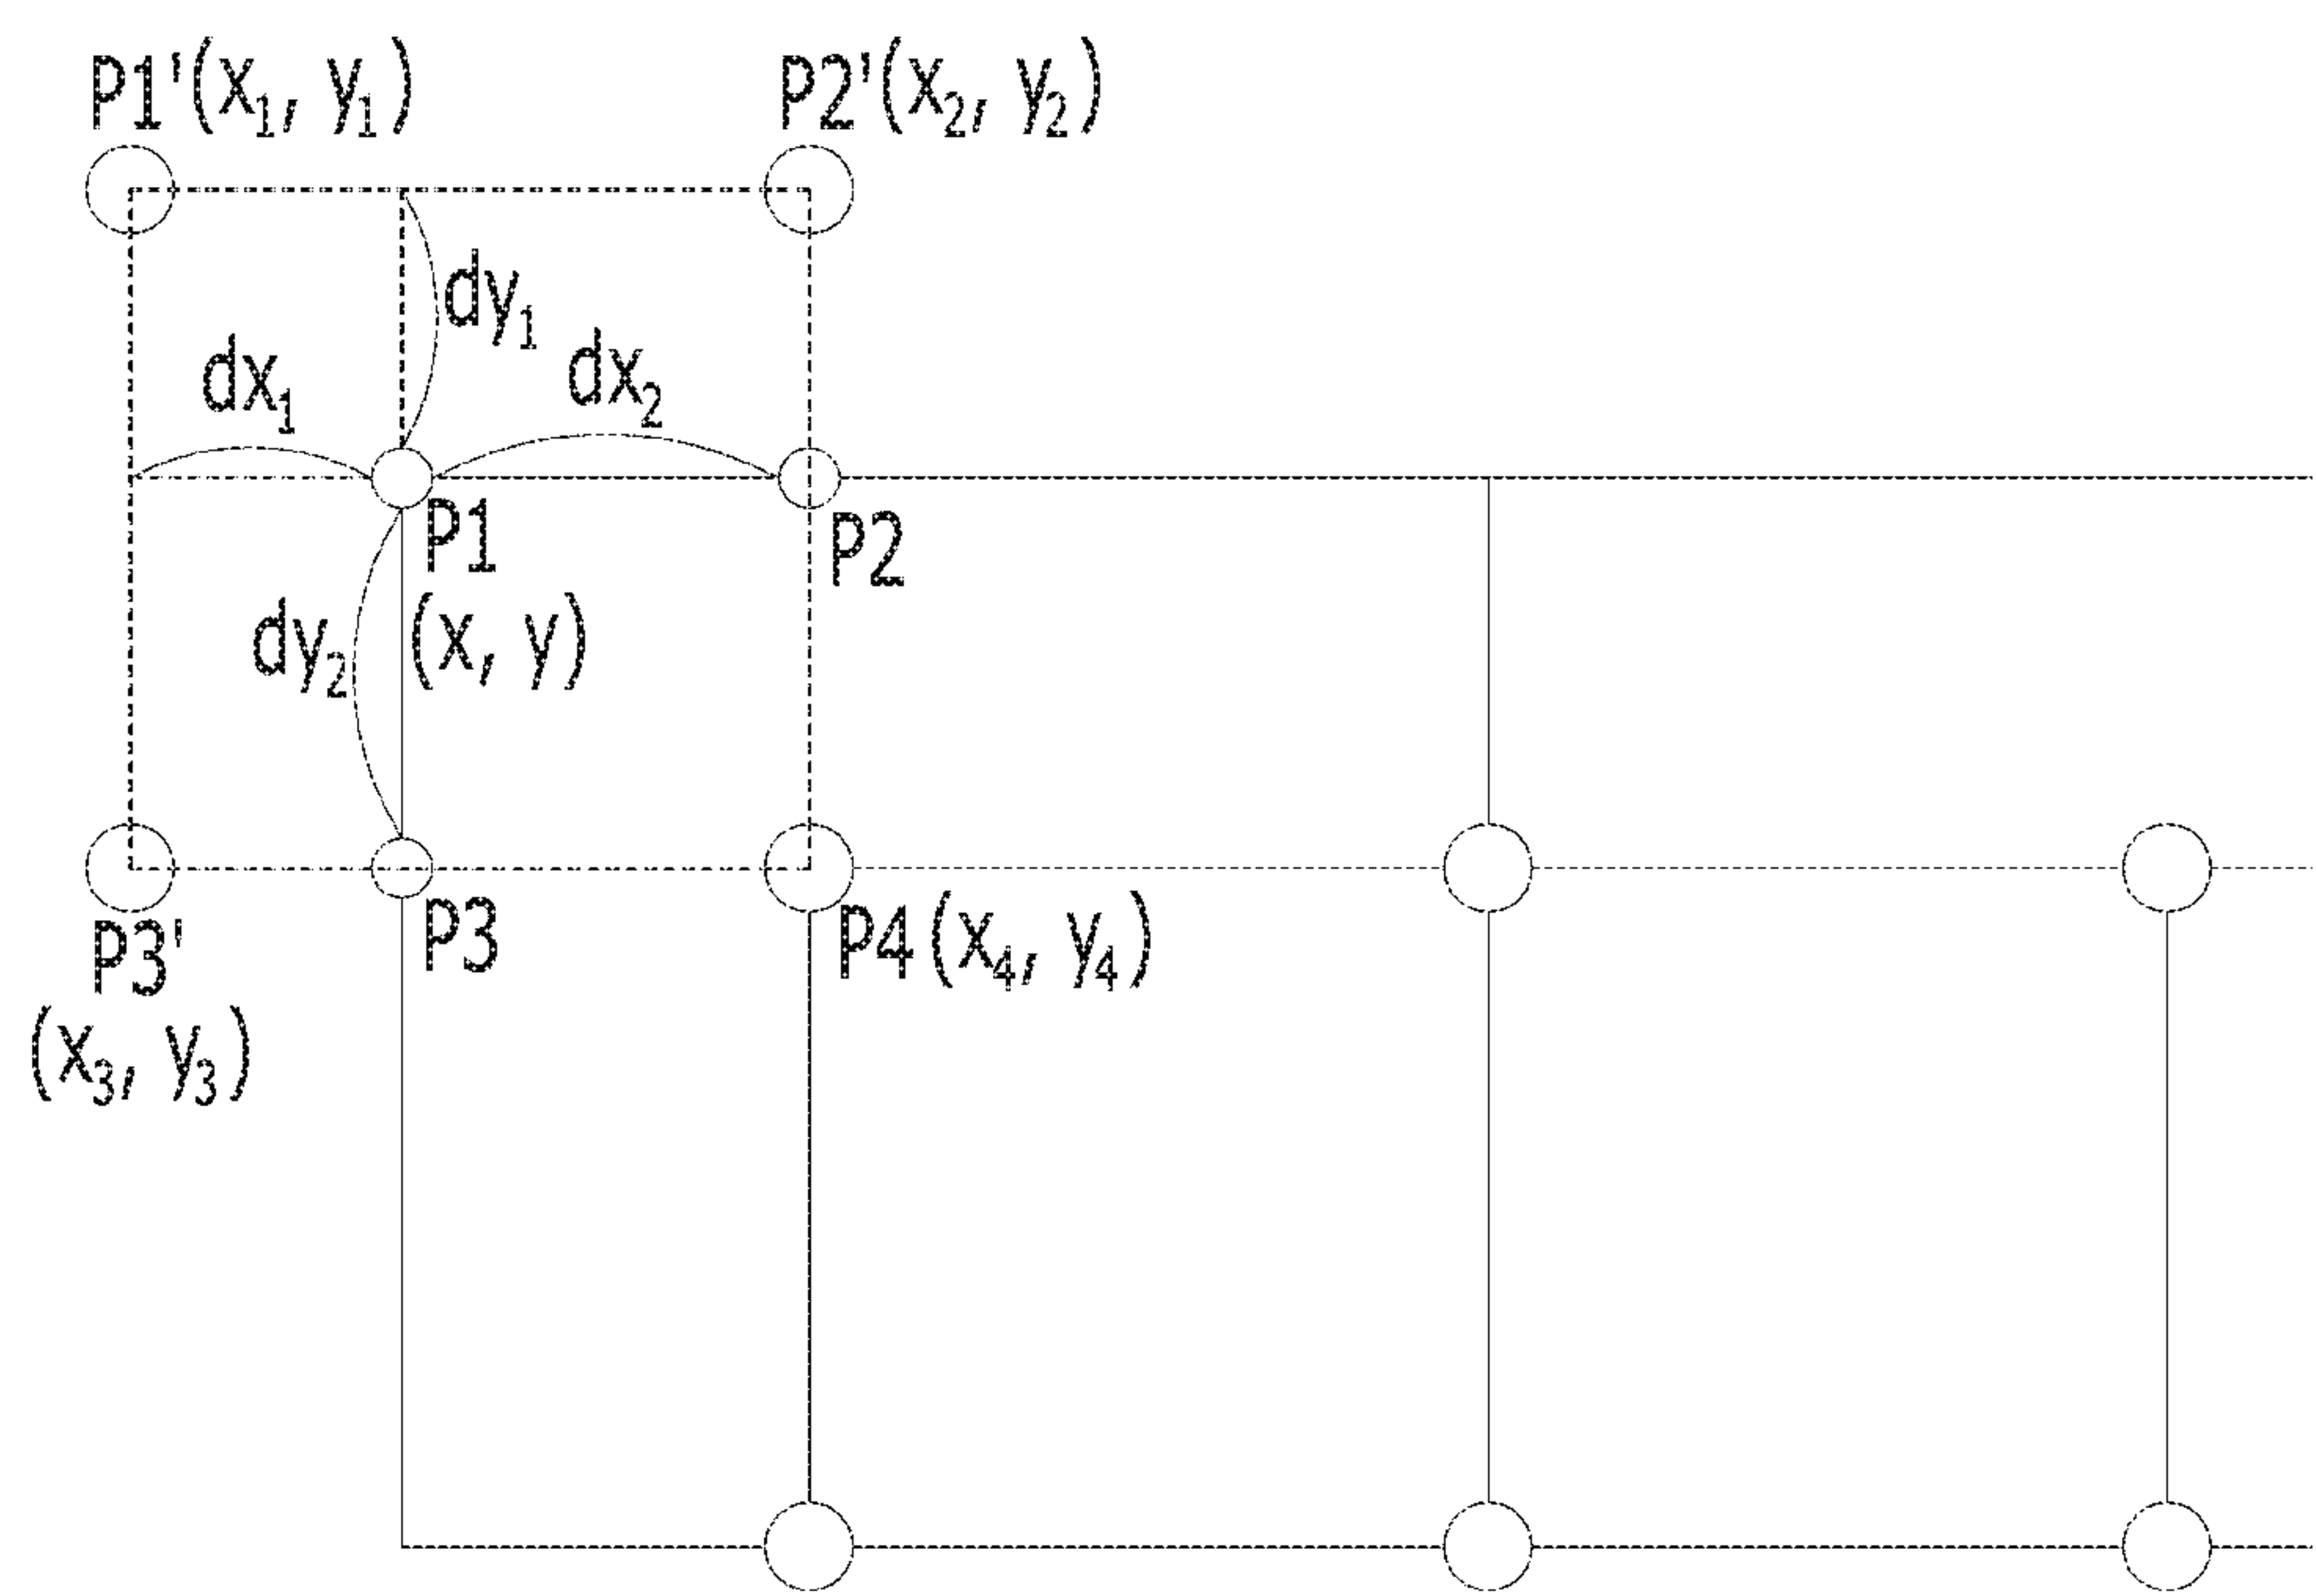 P1'(x₁, y₁)
P2'(x₂, y₂)
dy₁
dx₁
dx₂
P1
(x, y)
P2
dy₂
P3'
(x₃, y₃)
P3
P4(x₄, y₄)